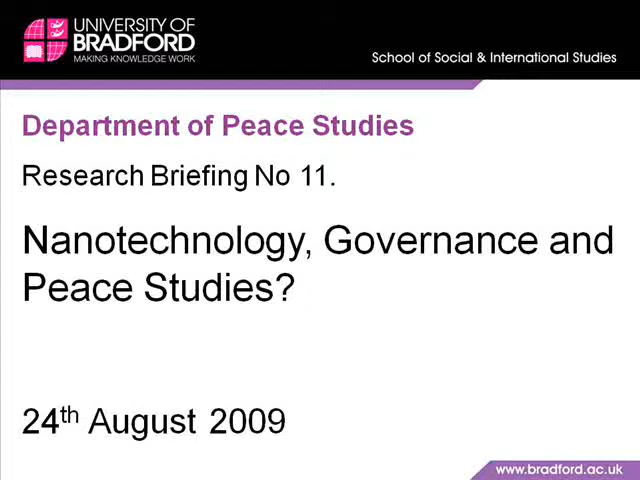 UNIVERSITY OF
BRADFORD
MAKING KNOWLEDGE WORK
School of Social & International Studies
Department of Peace Studies
Research Briefing No 11.
Nanotechnology, Governance and
Peace Studies?
24th August 2009
www.bradford.ac.uk